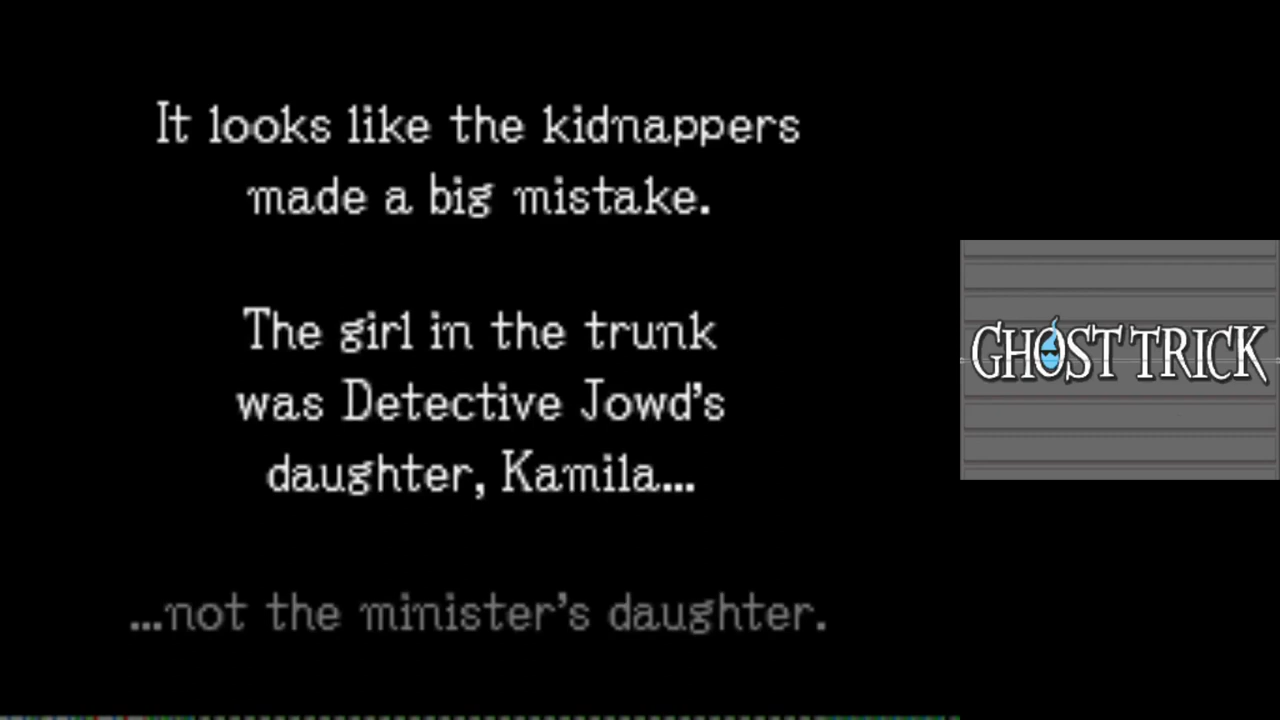 It looks like the kidnappers
made a big mistake.
The girl in the trunk
was Detective Jowd's
daughter, Kamila...
...not the minister's daughter.
GHOST TRICK